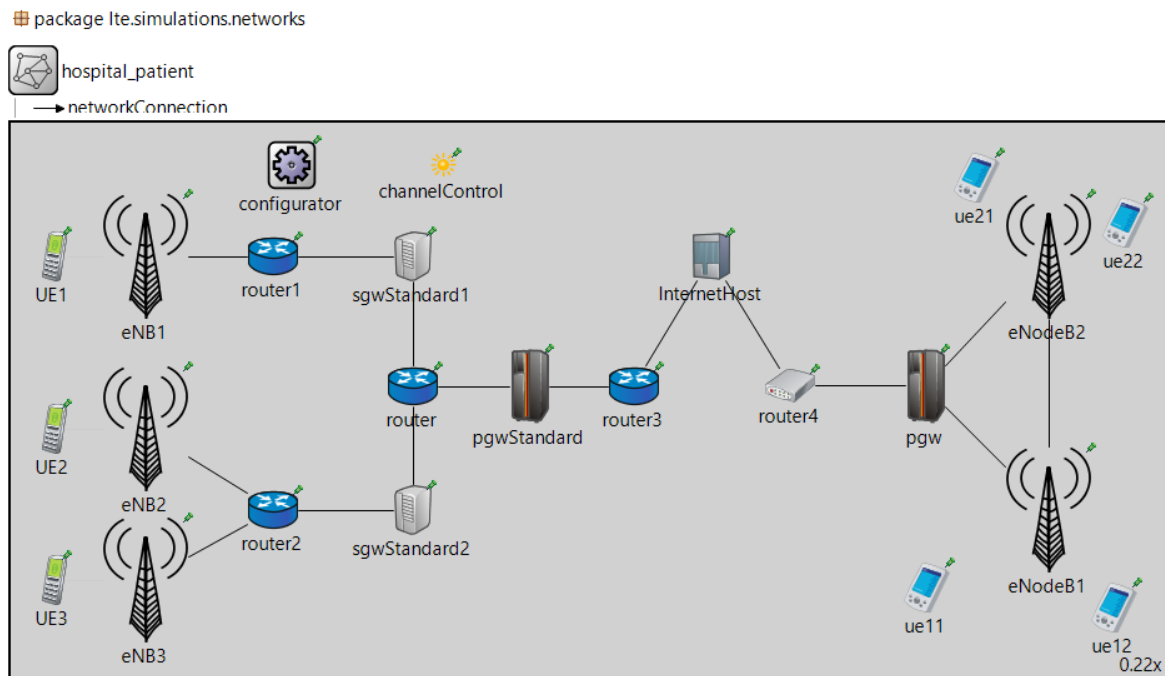 package lte.simulations.networks
hospital_patient
networkConnection
configurator
channelControl
ue21
ue22
UE1
router1
sgwStandard1
InternetHost
eNB1
eNodeB2
UE2
router
pgwStandard
router3
router4
pgw
eNB2
router2
sgwStandard2
UE3
eNB3
eNodeB1
ue11
ue12
0.22x